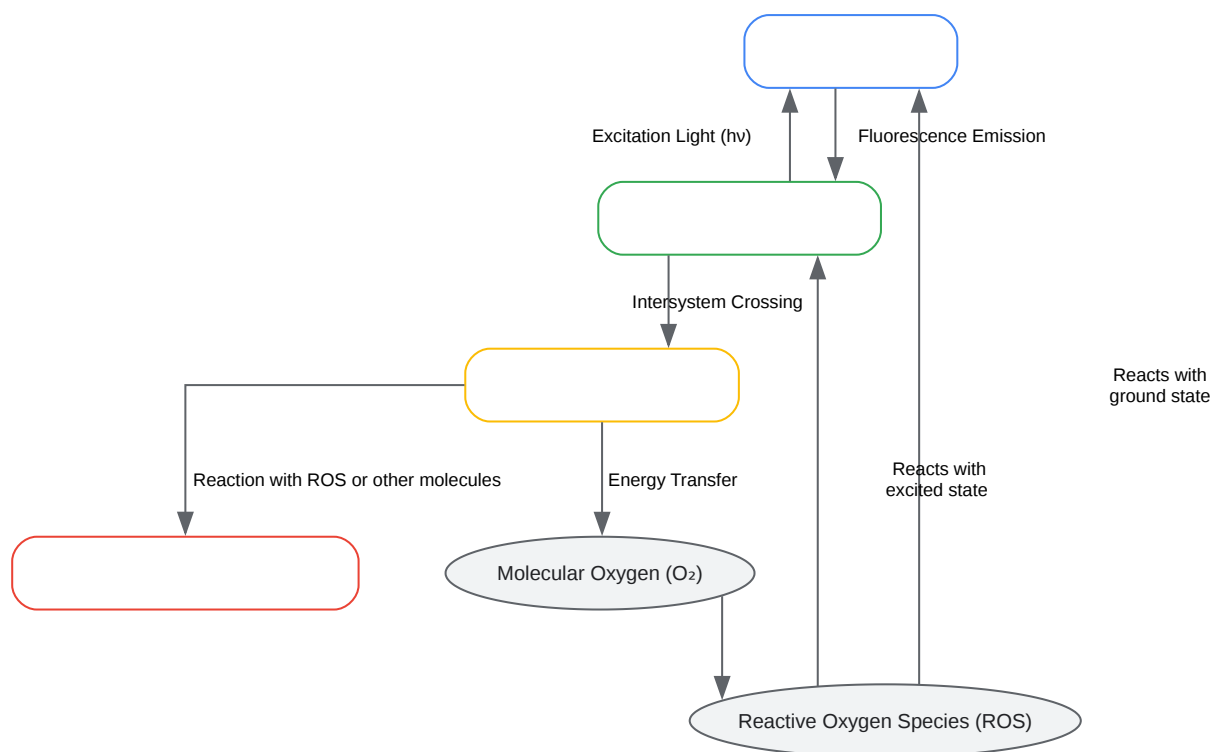 Excitation Light (hν)
Fluorescence Emission
Intersystem Crossing
Reacts with
ground state
Reaction with ROS or other molecules
Energy Transfer
Reacts with
excited state
Molecular Oxygen (O₂)
Reactive Oxygen Species (ROS)